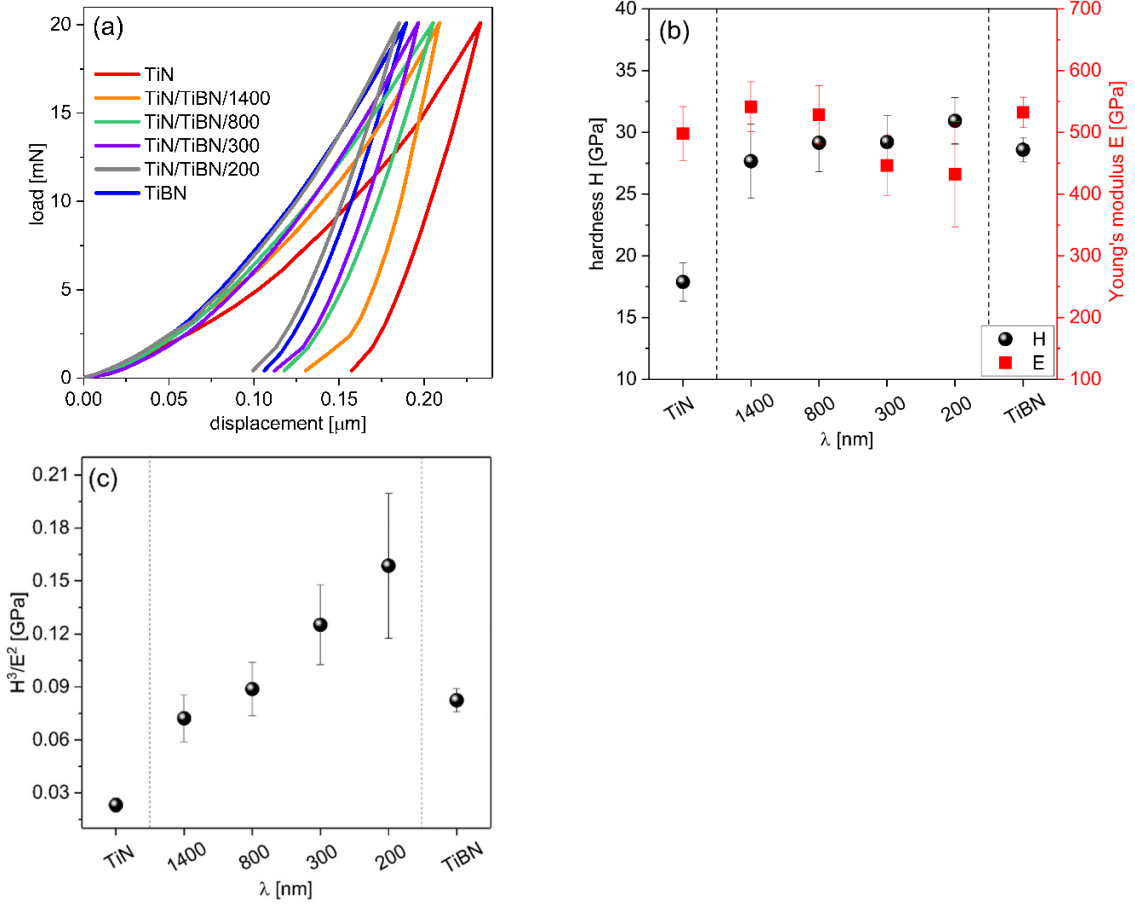 (a)
20
15
10
5
0
load [mN]
TiN
TiN/TiBN/1400
TiN/TiBN/800
TiN/TiBN/300
TiN/TiBN/200
TiBN
0.00 0.05 0.10 0.15 0.20
displacement [μm]
(b)
40
35
30
25
20
15
10
hardness H [GPa]
700
600
500
400
300
200
100
Young's modulus E [GPa]
H
E
TiN 1400 800 300 200 TiBN
λ [nm]
(c)
0.21
0.18
0.15
0.12
0.09
0.06
0.03
H³/E² [GPa]
TiN 1400 800 300 200 TiBN
λ [nm]